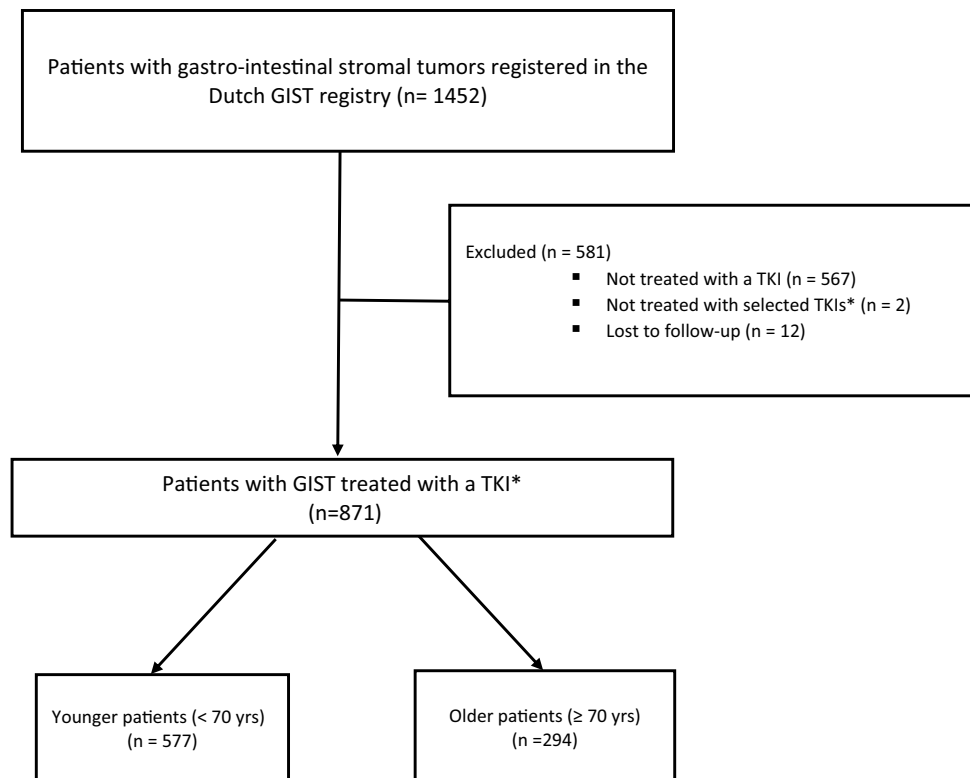 Patients with gastro-intestinal stromal tumors registered in the
Dutch GIST registry (n= 1452)
Excluded (n = 581)
▪ Not treated with a TKI (n = 567)
▪ Not treated with selected TKIs* (n = 2)
▪ Lost to follow-up (n = 12)
Patients with GIST treated with a TKI*
(n=871)
Younger patients (< 70 yrs)
(n = 577)
Older patients (≥ 70 yrs)
(n =294)